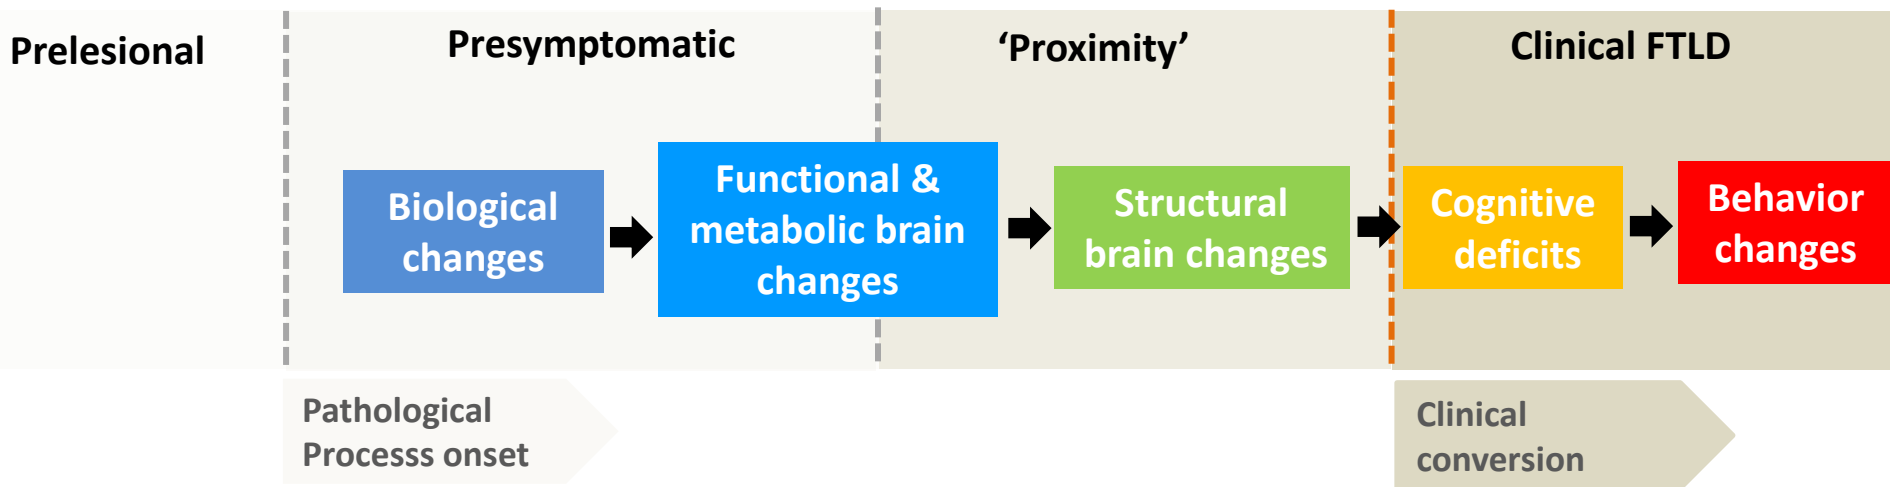 Prelesional
Presymptomatic
‘Proximity’
Clinical FTLD
Biological
changes
Functional &
metabolic brain
changes
Structural
brain changes
Cognitive
deficits
Behavior
changes
Pathological
Processs onset
Clinical
conversion